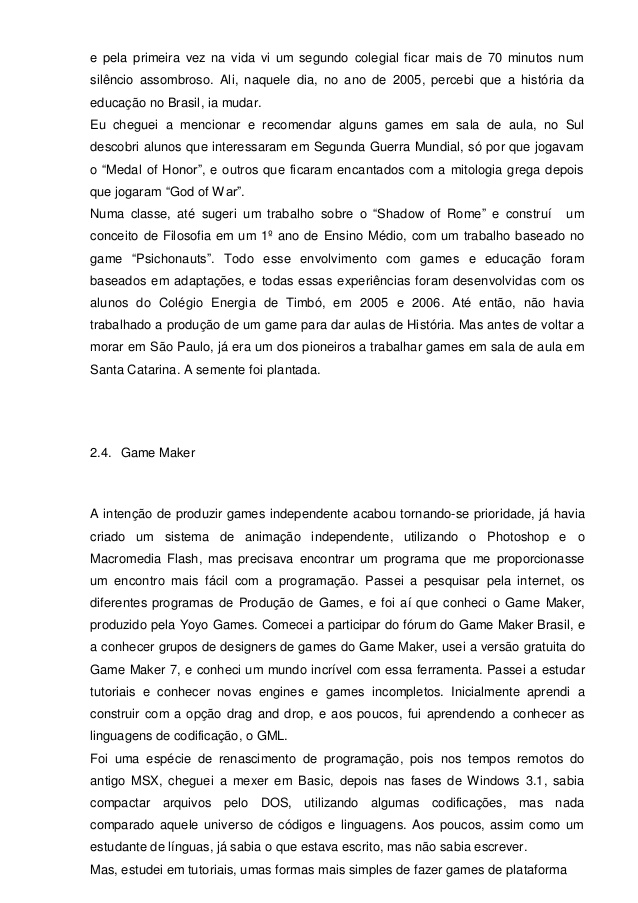 e pela primeira vez na vida vi um segundo colegial ficar mais de 70 minutos num
silêncio assombroso. Ali, naquele dia, no ano de 2005, percebi que a história da
educação no Brasil, ia mudar.
Eu cheguei a mencionar e recomendar alguns games em sala de aula, no Sul
descobri alunos que interessaram em Segunda Guerra Mundial, só por que jogavam
o “Medal of Honor”, e outros que ficaram encantados com a mitologia grega depois
que jogaram “God of War”.
Numa classe, até sugeri um trabalho sobre o “Shadow of Rome” e construí um
conceito de Filosofia em um 1º ano de Ensino Médio, com um trabalho baseado no
game “Psichonauts”. Todo esse envolvimento com games e educação foram
baseados em adaptações, e todas essas experiências foram desenvolvidas com os
alunos do Colégio Energia de Timbó, em 2005 e 2006. Até então, não havia
trabalhado a produção de um game para dar aulas de História. Mas antes de voltar a
morar em São Paulo, já era um dos pioneiros a trabalhar games em sala de aula em
Santa Catarina. A semente foi plantada.
2.4. Game Maker
A intenção de produzir games independente acabou tornando-se prioridade, já havia
criado um sistema de animação independente, utilizando o Photoshop e o
Macromedia Flash, mas precisava encontrar um programa que me proporcionasse
um encontro mais fácil com a programação. Passei a pesquisar pela internet, os
diferentes programas de Produção de Games, e foi aí que conheci o Game Maker,
produzido pela Yoyo Games. Comecei a participar do fórum do Game Maker Brasil, e
a conhecer grupos de designers de games do Game Maker, usei a versão gratuita do
Game Maker 7, e conheci um mundo incrível com essa ferramenta. Passei a estudar
tutoriais e conhecer novas engines e games incompletos. Inicialmente aprendi a
construir com a opção drag and drop, e aos poucos, fui aprendendo a conhecer as
linguagens de codificação, o GML.
Foi uma espécie de renascimento de programação, pois nos tempos remotos do
antigo MSX, cheguei a mexer em Basic, depois nas fases de Windows 3.1, sabia
compactar arquivos pelo DOS, utilizando algumas codificações, mas nada
comparado aquele universo de códigos e linguagens. Aos poucos, assim como um
estudante de línguas, já sabia o que estava escrito, mas não sabia escrever.
Mas, estudei em tutoriais, umas formas mais simples de fazer games de plataforma